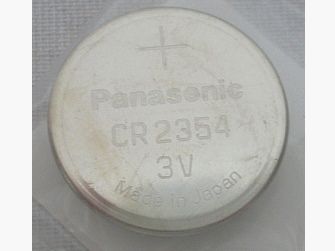 +
Panasonic
CR2354
3V
Made in Japan